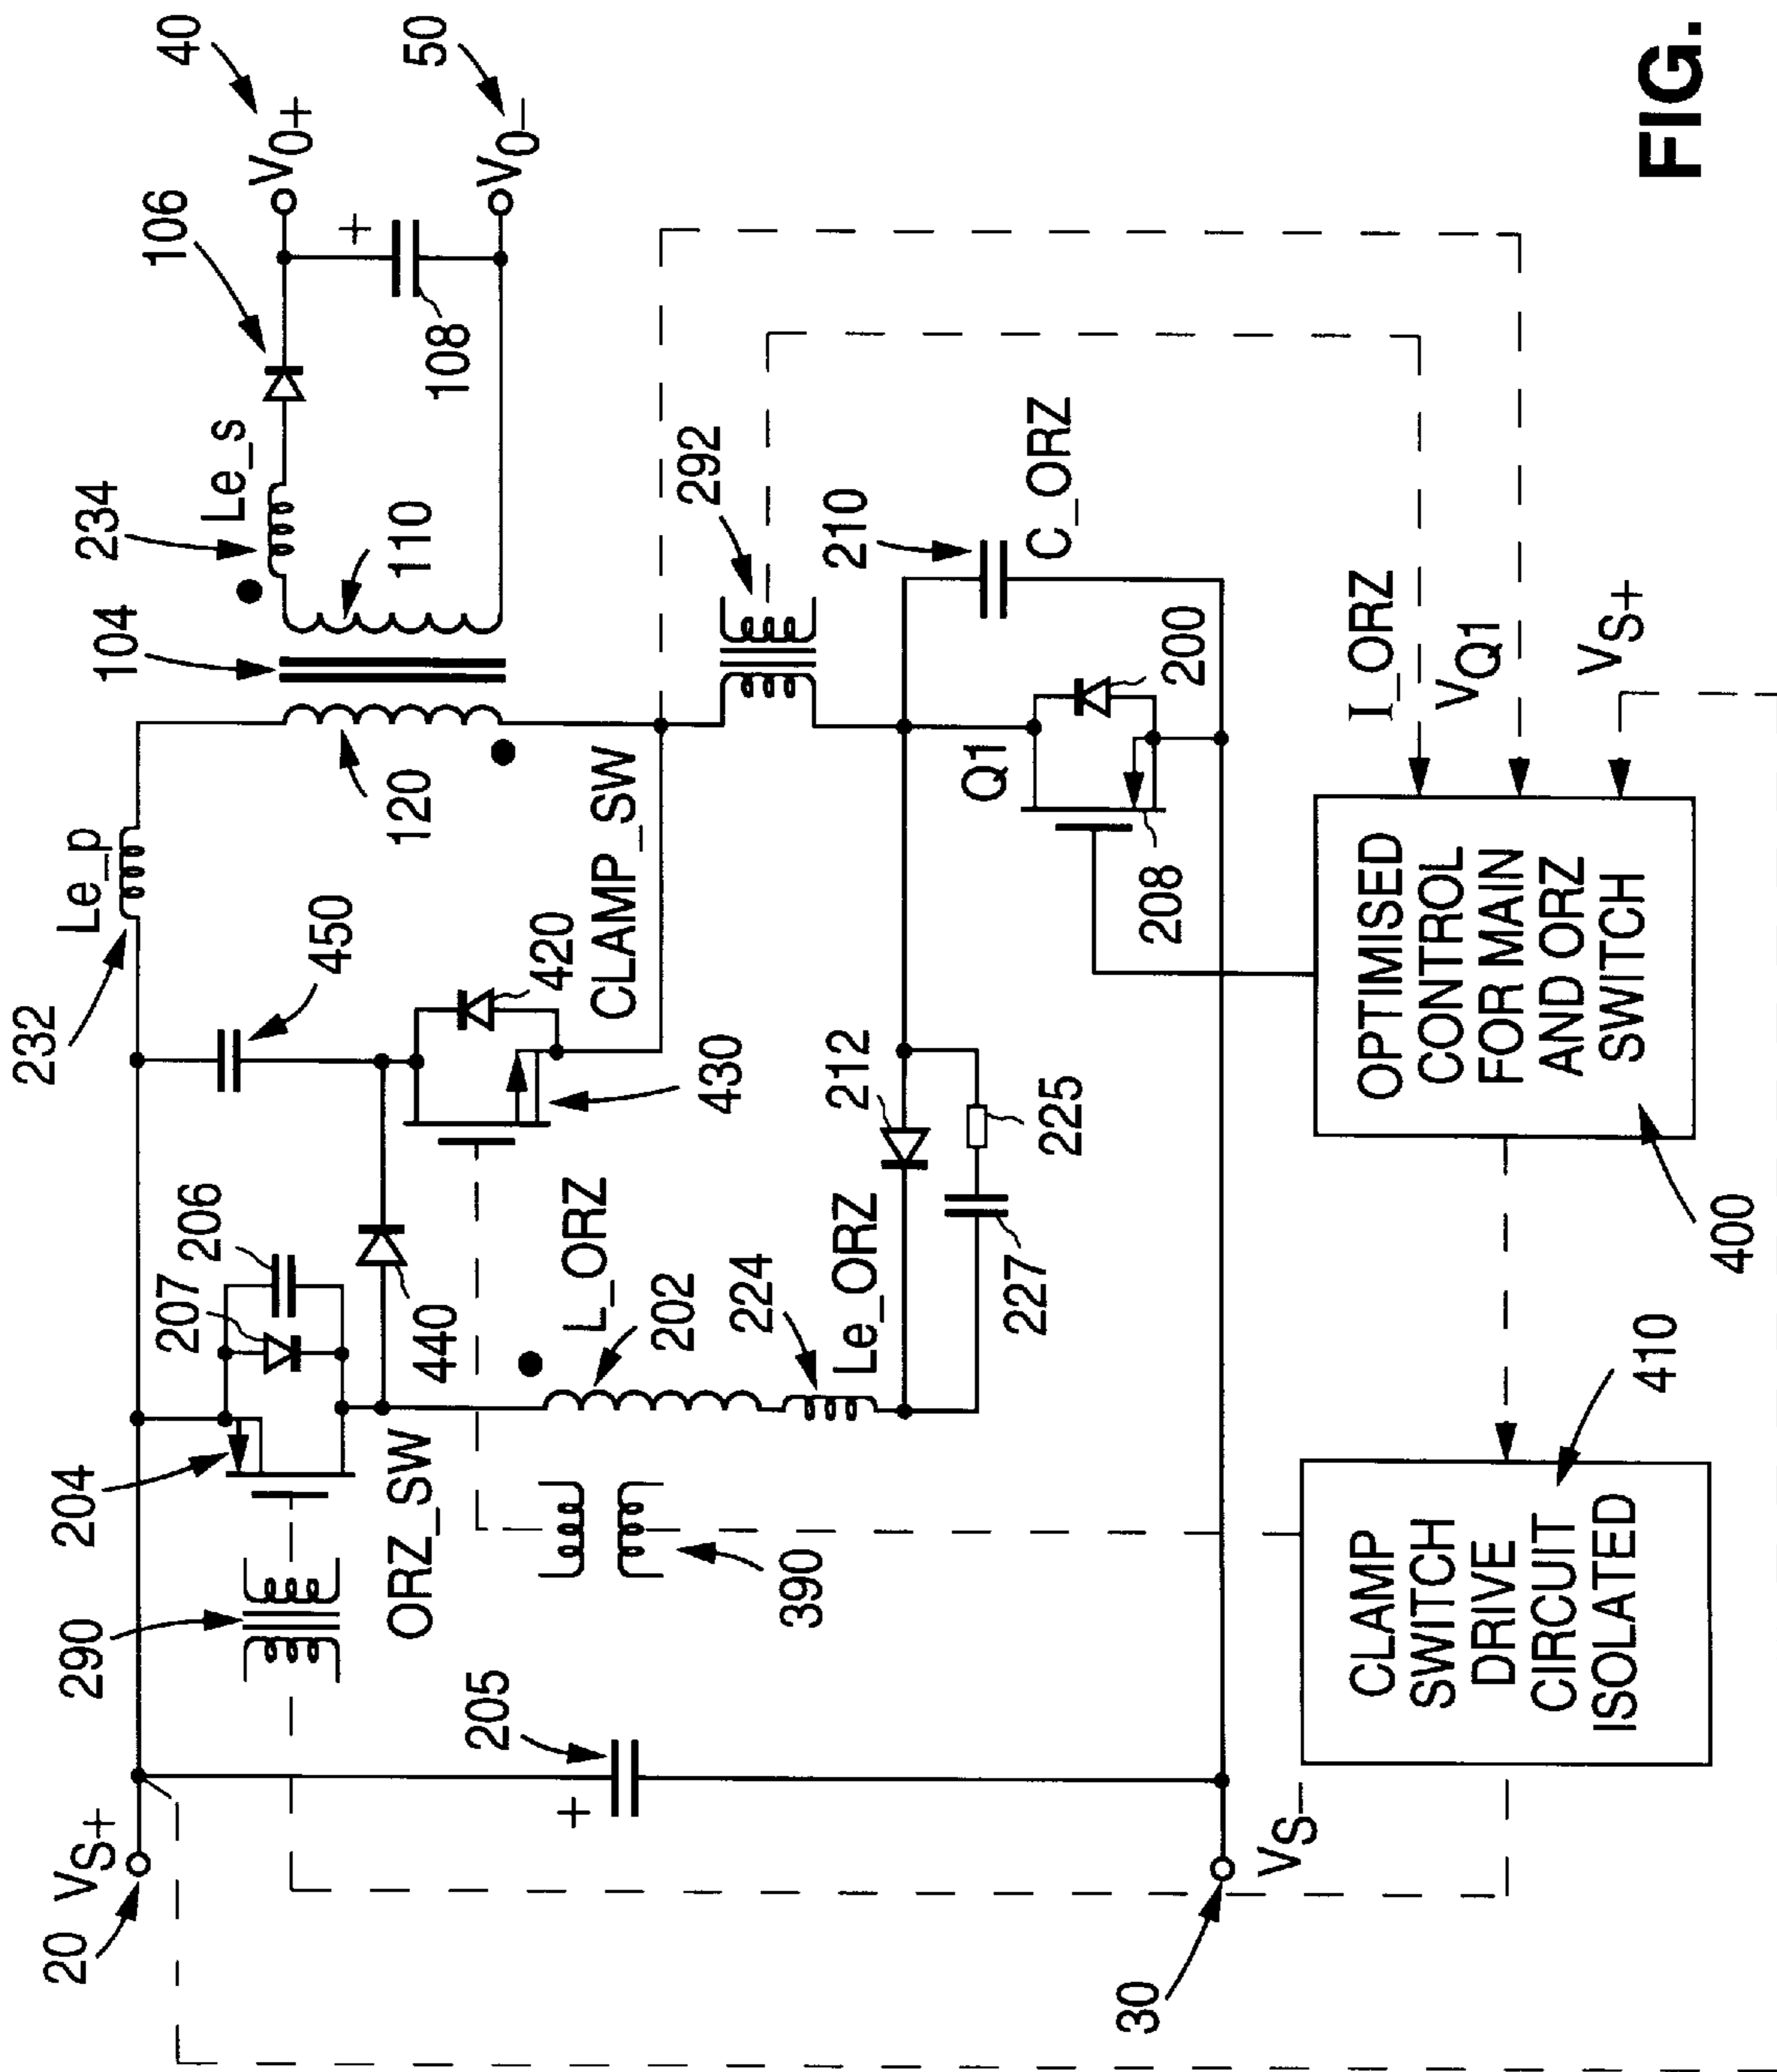 20
VS+
290
204
207
206
232
Le_p
450
104
234
Le_s
106
40
VO+
50
VO-
110
108
120
440
420
CLAMP_SW
430
ORZ_SW
L_ORZ
202
224
Le_ORZ
212
225
227
205
+
+
390
292
210
C_ORZ
Q1
200
208
30
VS-
I_ORZ
VQ1
VS+
CLAMP
SWITCH
DRIVE
CIRCUIT
ISOLATED
410
OPTIMISED
CONTROL
FOR MAIN
AND ORZ
SWITCH
400
FIG.